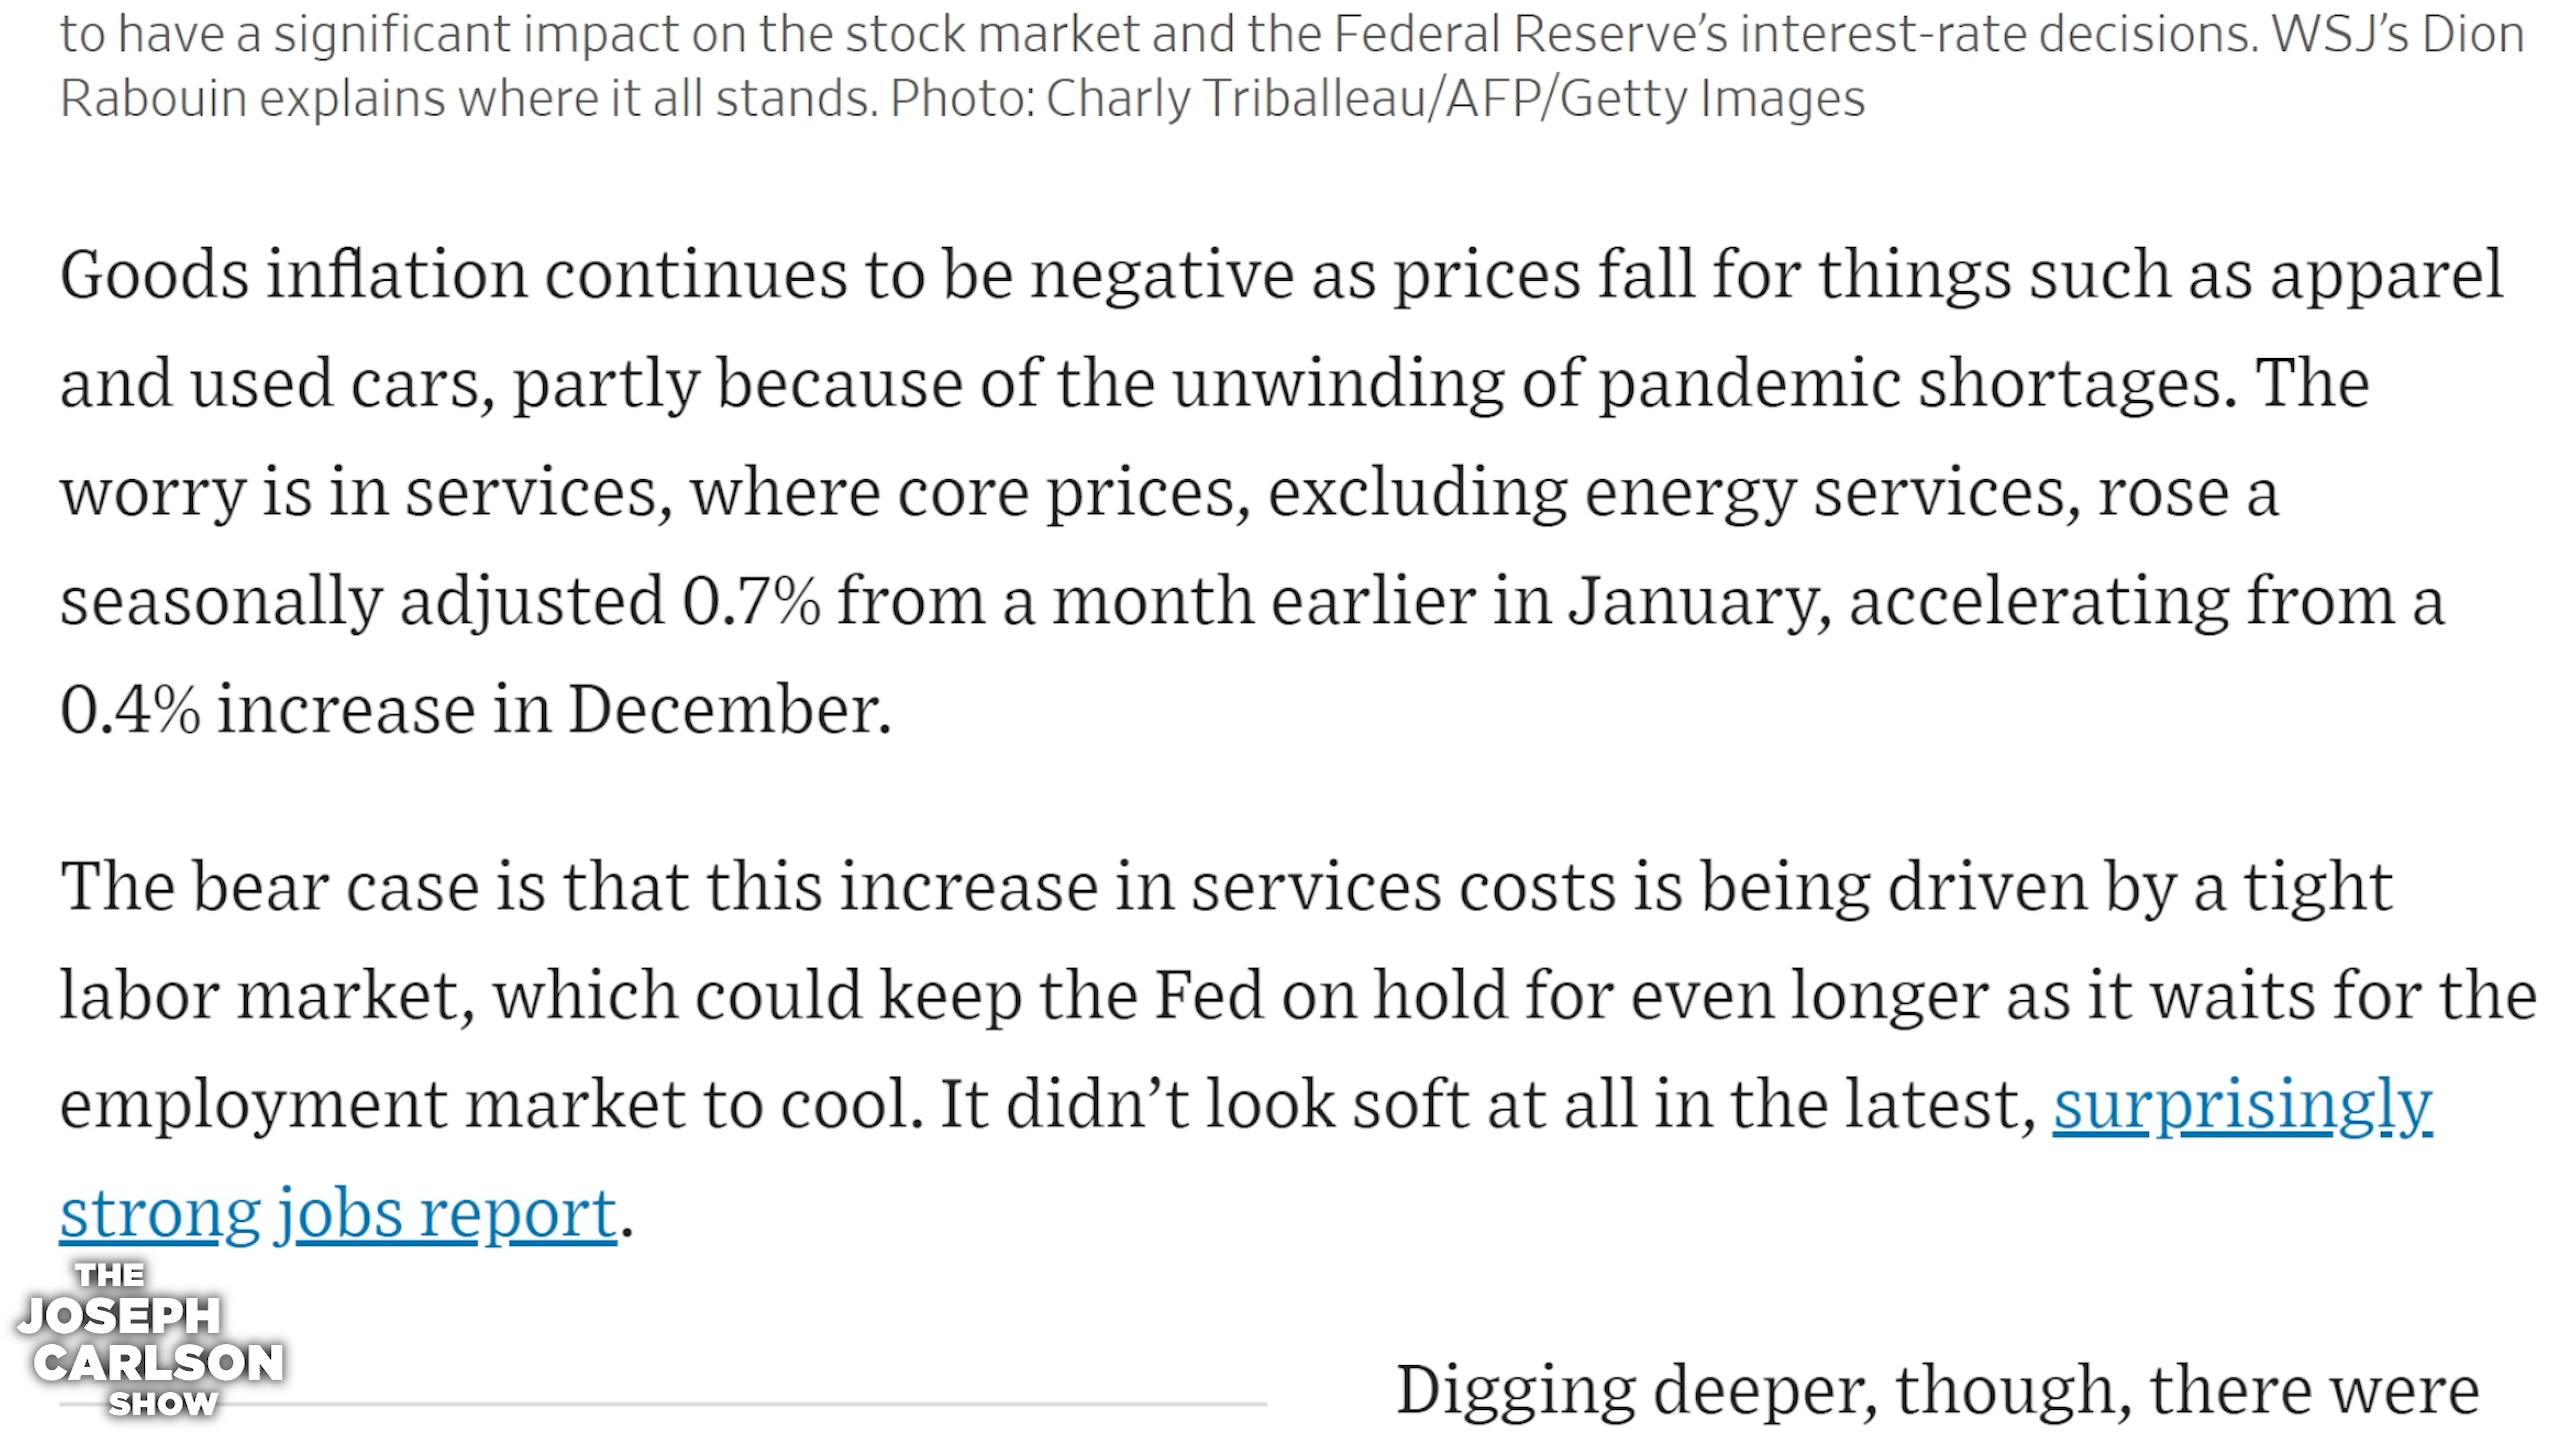 to have a significant impact on the stock market and the Federal Reserve’s interest-rate decisions. WSJ’s Dion
Rabouin explains where it all stands. Photo: Charly Triballeau/AFP/Getty Images
Goods inflation continues to be negative as prices fall for things such as apparel
and used cars, partly because of the unwinding of pandemic shortages. The
worry is in services, where core prices, excluding energy services, rose a
seasonally adjusted 0.7% from a month earlier in January, accelerating from a
0.4% increase in December.
The bear case is that this increase in services costs is being driven by a tight
labor market, which could keep the Fed on hold for even longer as it waits for the
employment market to cool. It didn’t look soft at all in the latest, surprisingly
strong jobs report.
THE
JOSEPH
CARLSON
SHOW
Digging deeper, though, there were